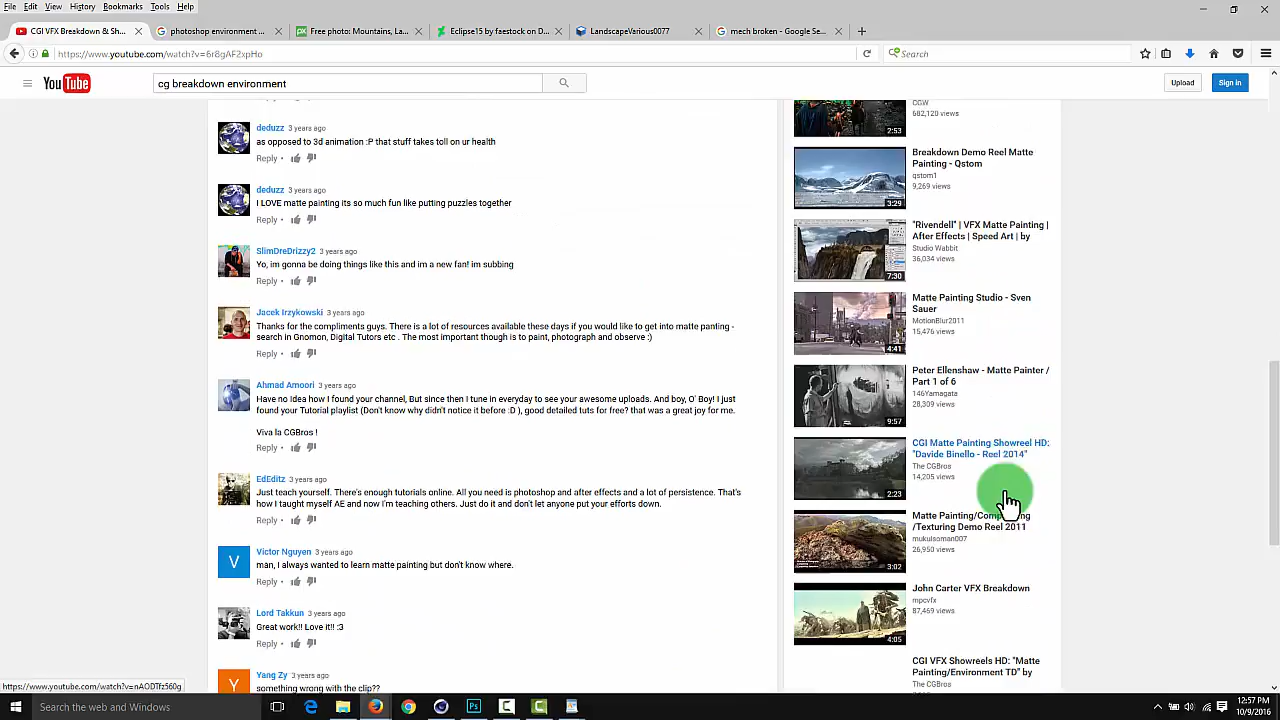 File Edit View History Bookmarks Tools Help
CGI VFX Breakdown & Sh...
photoshop environment ...
Free photo: Mountains, La...
Eclipse15 by faestock on D...
LandscapeVarious0077
mech broken - Google Se...
https://www.youtube.com/watch?v=6r8gAF2xpHo
Search
YouTube
cg breakdown environment
Upload
Sign in
deduzz 3 years ago
as opposed to 3d animation :P that stuff takes toll on ur health
Reply
deduzz 3 years ago
I LOVE matte painting its so much fun like putting puzzles together
Reply
SlimDreDrizzy2 3 years ago
Yo, im gonna be doing things like this and im a new fan! im subbing
Reply
Jacek Irzykowski 3 years ago
Thanks for the compliments guys. There is a lot of resources available these days if you would like to get into matte panting -
search in Gnomon, Digital Tutors etc . The most important though is to paint, photograph and observe :)
Reply
Ahmad Amoori 3 years ago
Have no Idea how I found your channel, But since then I tune in everyday to see your awesome uploads. And boy, O' Boy! I just
found your Tutorial playlist (Don't know why didn't notice it before :D ), good detailed tuts for free? that was a great joy for me.
Viva la CGBros !
Reply
EdEditz 3 years ago
Just teach yourself. There's enough tutorials online. All you need is photoshop and after effects and a lot of persistence. That's
how I taught myself AE and now I'm teaching others. Just do it and don't let anyone put your efforts down.
Reply
Victor Nguyen 3 years ago
V
man, I always wanted to learn matte painting but don't know where.
Reply
Lord Takkun 3 years ago
Great work!! Love it!! :3
Reply
Yang Zy 3 years ago
Y
something wrong with the clip??
CGW
682,120 views
2:53
Breakdown Demo Reel Matte
Painting - Qstom
qstom1
9,269 views
3:29
"Rivendell" | VFX Matte Painting |
After Effects | Speed Art | by
Studio Wabbit
36,034 views
7:30
Matte Painting Studio - Sven
Sauer
MotionBlur2011
15,476 views
4:41
Peter Ellenshaw - Matte Painter /
Part 1 of 6
146Yamagata
28,309 views
9:57
CGI Matte Painting Showreel HD:
"Davide Binello - Reel 2014"
The CGBros
14,205 views
2:23
Matte Painting/
/Texturing Demo Reel 2011
mukulsoman007
26,950 views
3:02
John Carter VFX Breakdown
mpcvfx
87,469 views
4:05
CGI VFX Showreels HD: "Matte
Painting/Environment TD" by
The CGBros
https://www.youtube.com/watch?v=nAODTfz560g
Search the web and Windows
Ps
12:57 PM
10/9/2016